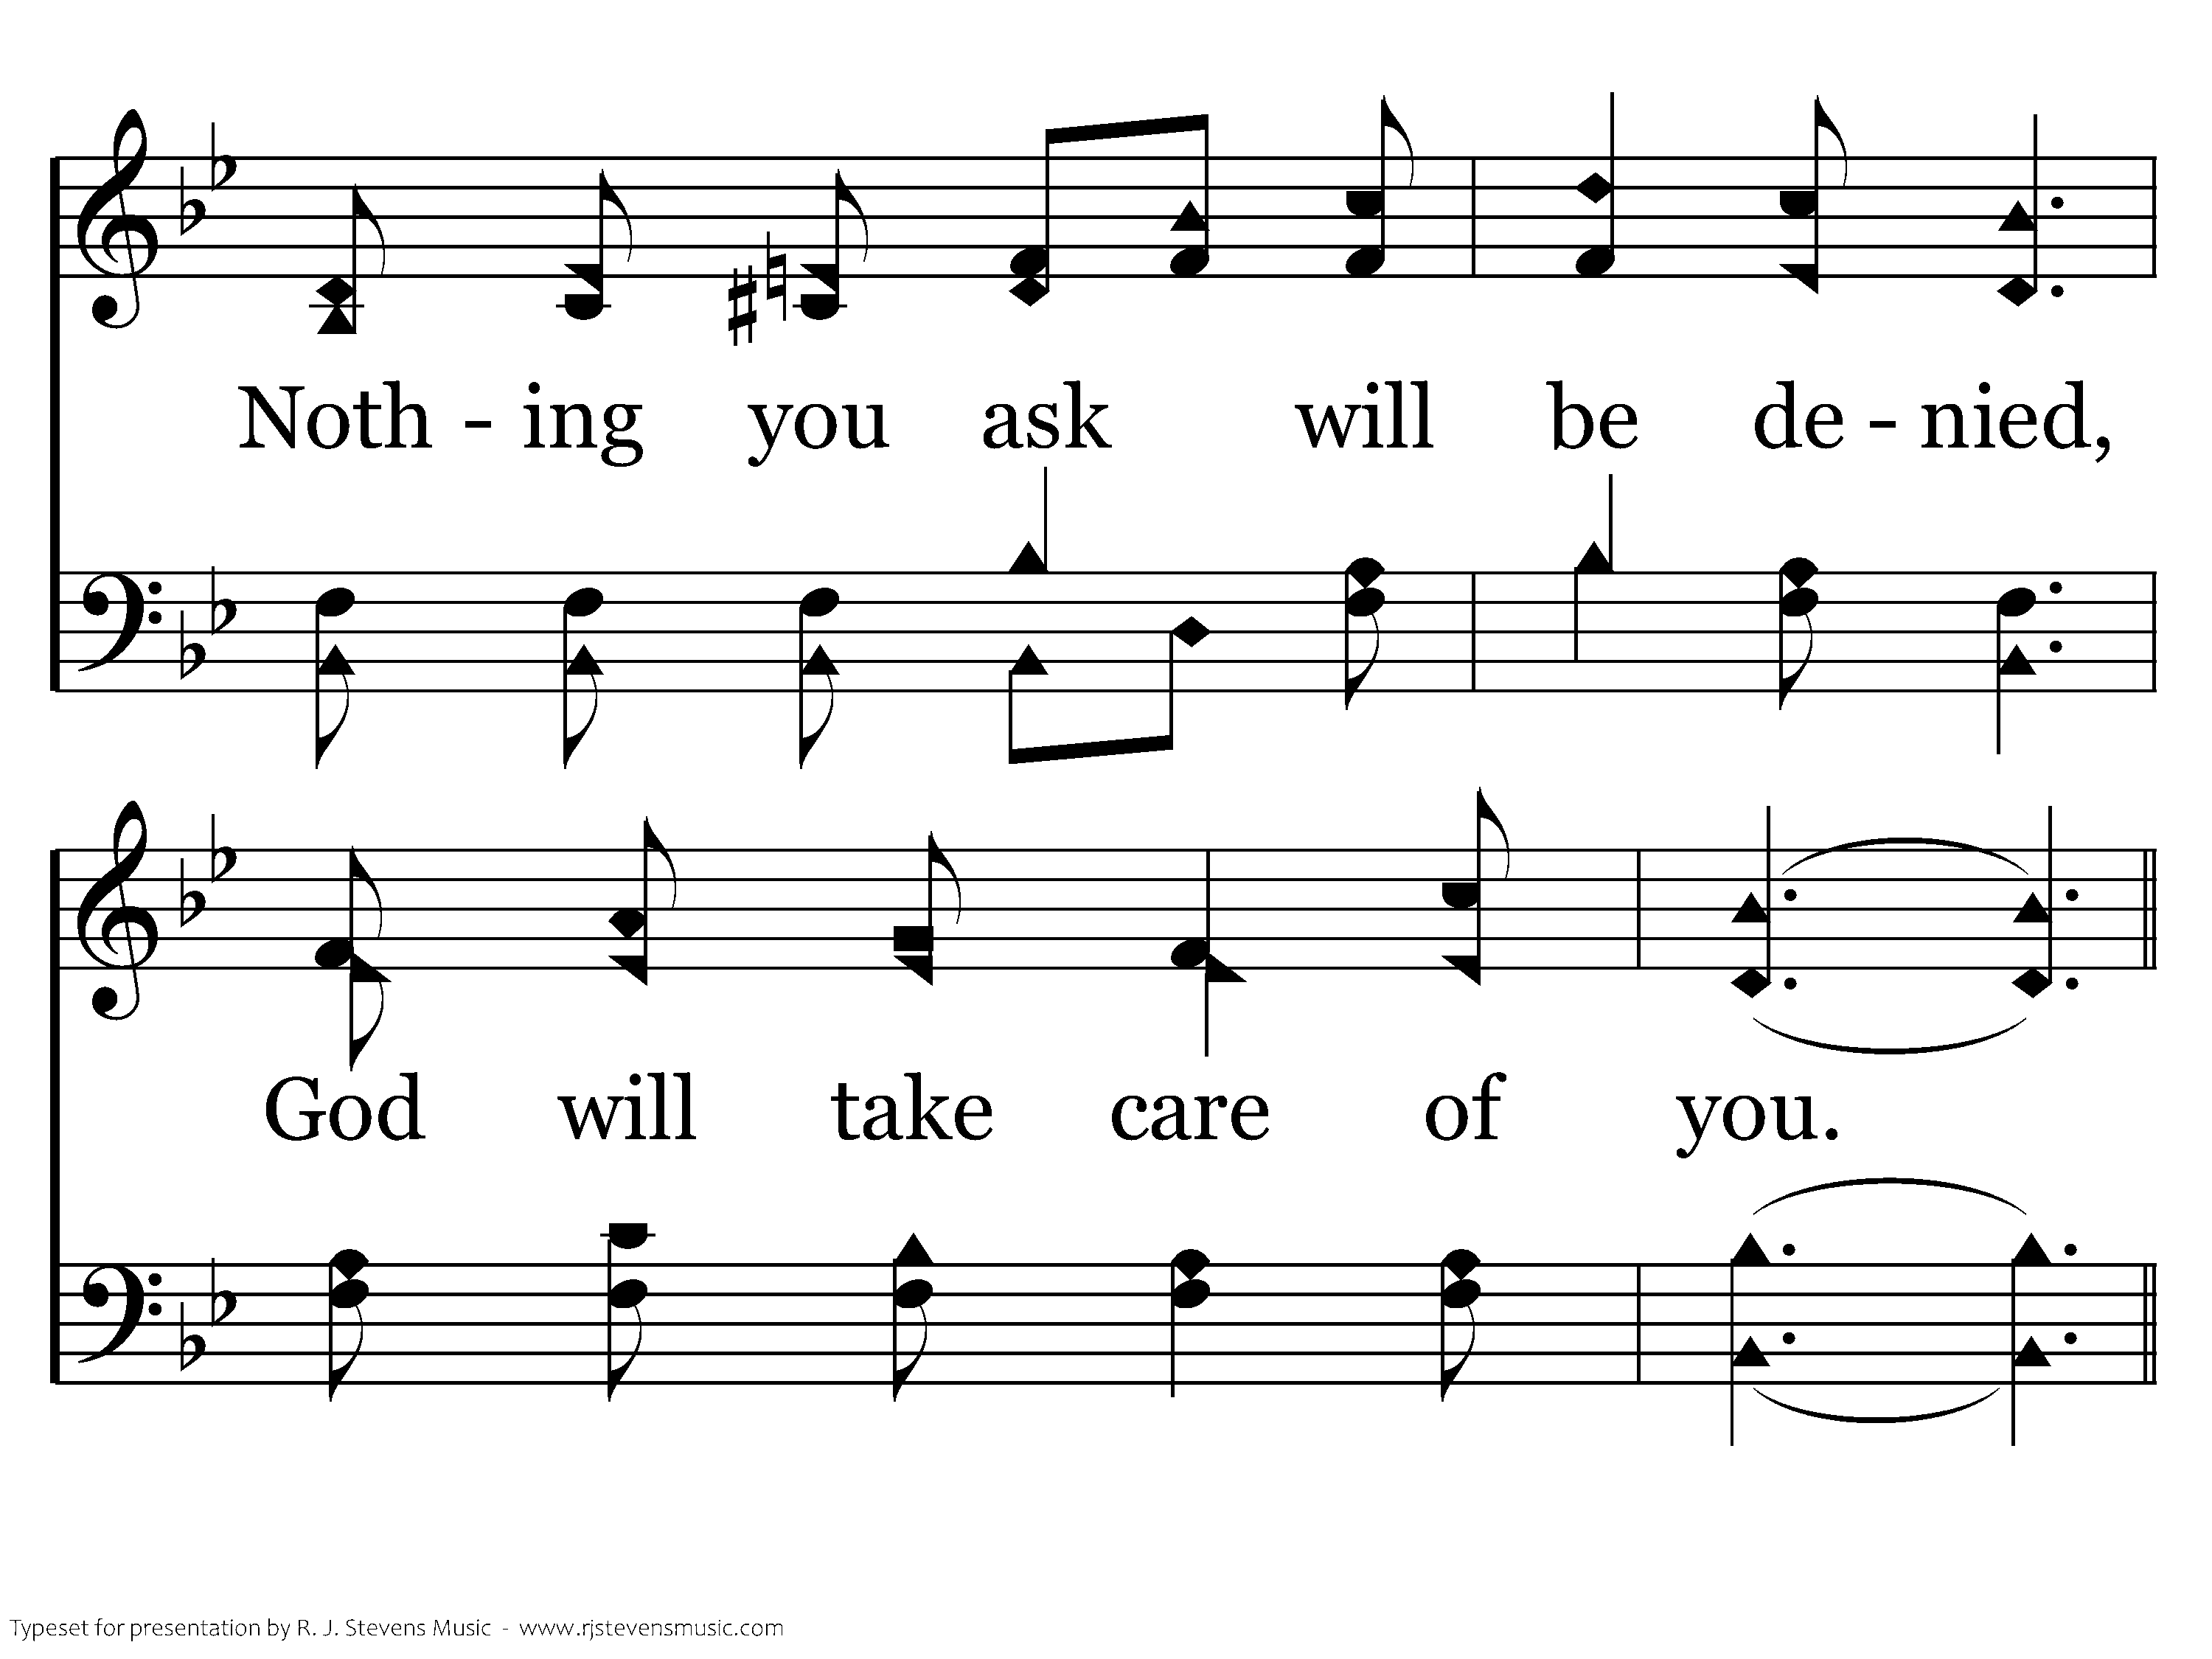 Noth - ing you ask will be de - nied,
God will take care of you.
Typeset for presentation by R. J. Stevens Music - www.rjstevensmusic.com